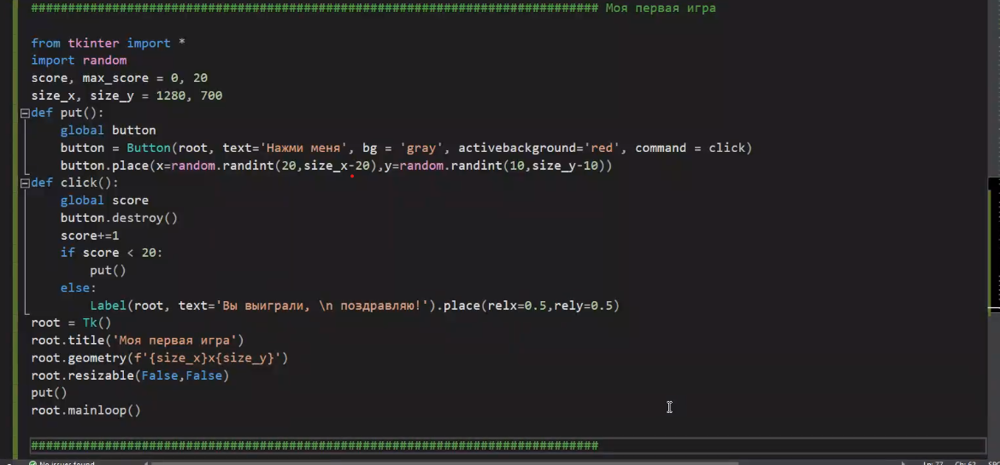 ############################################################################# Моя первая игра
from tkinter import *
import random
score, max_score = 0, 20
size_x, size_y = 1280, 700
def put():
    global button
    button = Button(root, text='Нажми меня', bg = 'gray', activebackground='red', command = click)
    button.place(x=random.randint(20,size_x-20),y=random.randint(10,size_y-10))
def click():
    global score
    button.destroy()
    score+=1
    if score < 20:
        put()
    else:
        Label(root, text='Вы выиграли, \n поздравляю!').place(relx=0.5,rely=0.5)
root = Tk()
root.title('Моя первая игра')
root.geometry(f'{size_x}x{size_y}')
root.resizable(False,False)
put()
root.mainloop()
#############################################################################
No issues found
Ln: 77 Ch: 62